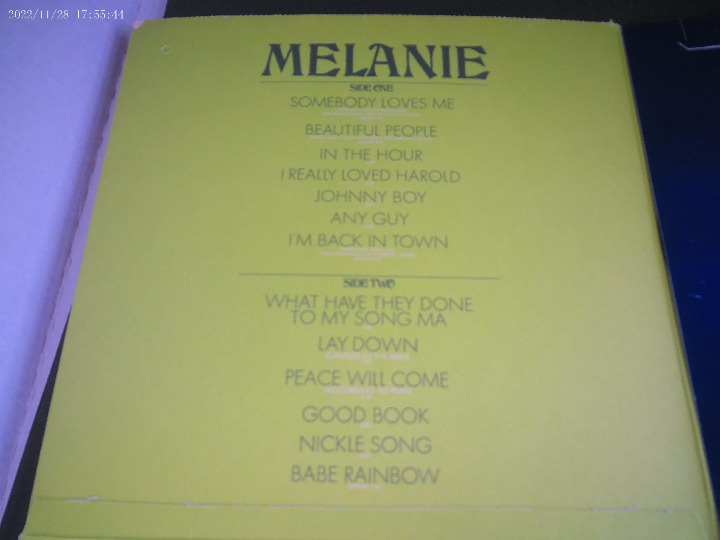 2022/11/28 17:55:44
MELANIE
SIDE ONE
SOMEBODY LOVES ME
BEAUTIFUL PEOPLE
IN THE HOUR
I REALLY LOVED HAROLD
JOHNNY BOY
ANY GUY
I'M BACK IN TOWN
SIDE TWO
WHAT HAVE THEY DONE
TO MY SONG MA
LAY DOWN
PEACE WILL COME
GOOD BOOK
NICKLE SONG
BABE RAINBOW